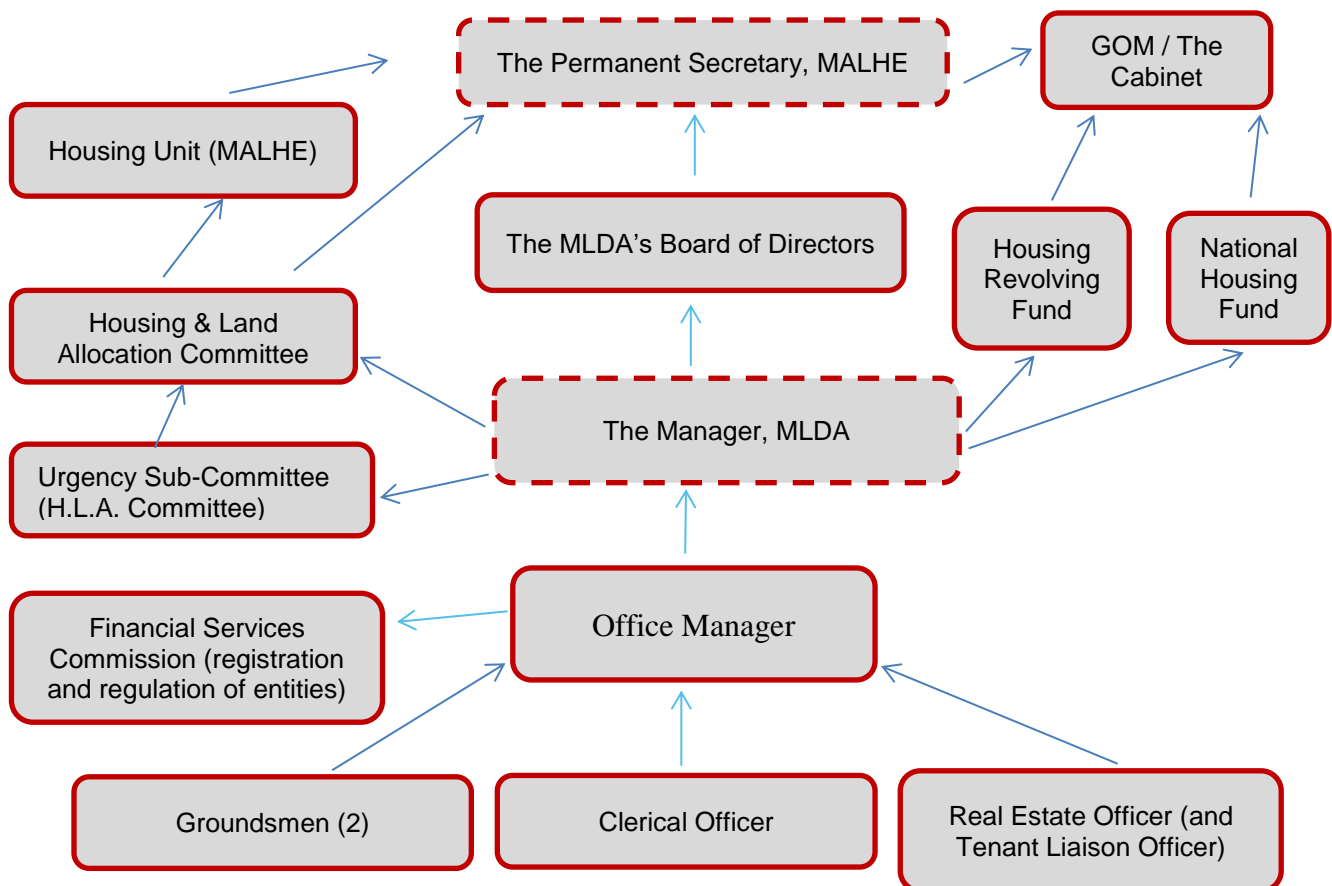 The Permanent Secretary, MALHE
GOM / The
Cabinet
Housing Unit (MALHE)
The MLDA’s Board of Directors
Housing
Revolving
Fund
National
Housing
Fund
Housing & Land
Allocation Committee
The Manager, MLDA
Urgency Sub-Committee
(H.L.A. Committee)
Financial Services
Commission (registration
and regulation of entities)
Office Manager
Groundsmen (2)
Clerical Officer
Real Estate Officer (and
Tenant Liaison Officer)